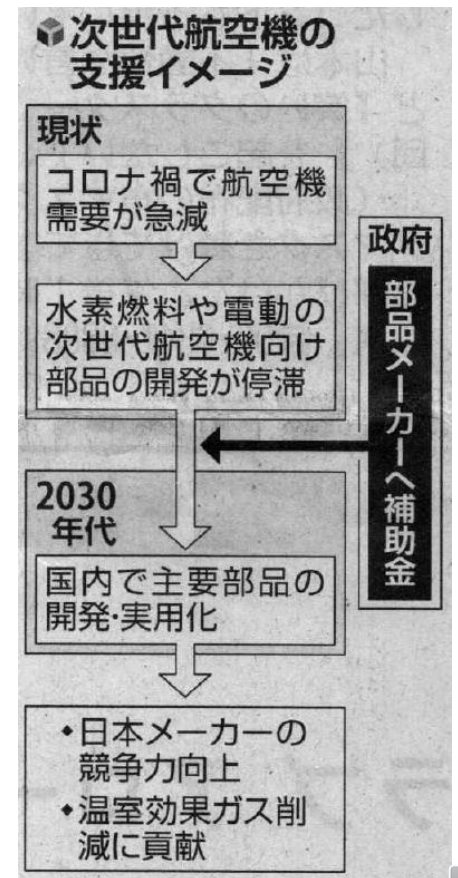 次世代航空機の
支援イメージ
現状
コロナ禍で航空機
需要が急減
水素燃料や電動の
次世代航空機向け
部品の開発が停滞
政府
部品メーカーへ補助金
2030
年代
国内で主要部品の
開発・実用化
・日本メーカーの
競争力向上
・温室効果ガス削
減に貢献